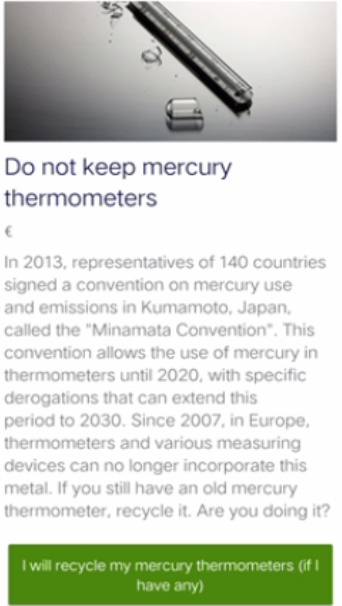 Do not keep mercury
thermometers
€
In 2013, representatives of 140 countries
signed a convention on mercury use
and emissions in Kumamoto, Japan,
called the "Minamata Convention". This
convention allows the use of mercury in
thermometers until 2020, with specific
derogations that can extend this
period to 2030. Since 2007, in Europe,
thermometers and various measuring
devices can no longer incorporate this
metal. If you still have an old mercury
thermometer, recycle it. Are you doing it?
I will recycle my mercury thermometers (if I
have any)